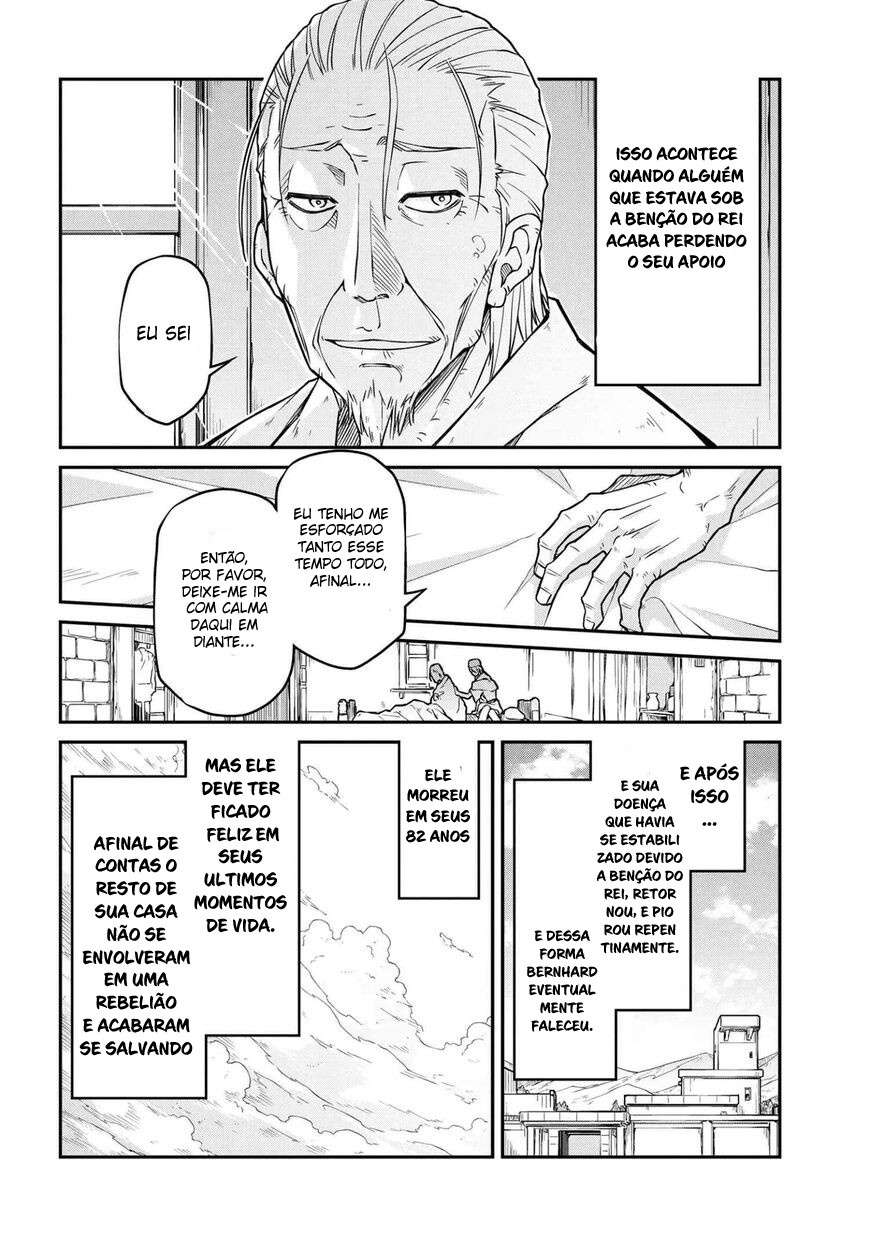 ISSO ACONTECE
QUANDO ALGUÉM
QUE ESTAVA SOB
A BENÇÃO DO REI
ACABA PERDENDO
O SEU APOIO
EU SEI
EU TENHO ME
ESFORÇADO
TANTO ESSE
TEMPO TODO,
AFINAL...
ENTÃO,
POR FAVOR,
DEIXE-ME IR
COM CALMA
DAQUI EM
DIANTE...
E APÓS
ISSO
...
E SUA
DOENÇA
QUE HAVIA
SE ESTABILI
ZADO DEVIDO
A BENÇÃO DO
REI, RETOR
NOU, E PIO
ROU REPEN
TINAMENTE.
E DESSA
FORMA
BERNHARD
EVENTUAL
MENTE
FALECEU.
ELE
MORREU
EM SEUS
82 ANOS
MAS ELE
DEVE TER
FICADO
FELIZ EM
SEUS
ULTIMOS
MOMENTOS
DE VIDA.
AFINAL DE
CONTAS O
RESTO DE
SUA CASA
NÃO SE
ENVOLVERAM
EM UMA
REBELIÃO
E ACABARAM
SE SALVANDO